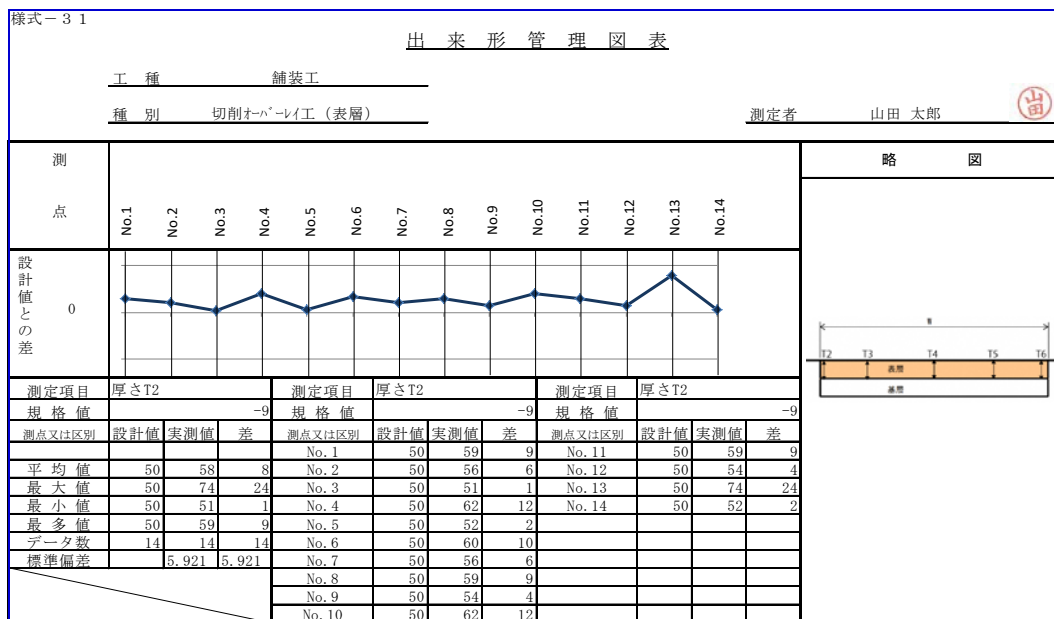 様式－３１
出来形管理図表
工種 舗装工
種別 切削ｵｰﾊﾞｰﾚｲ工（表層）
測定者 山田 太郎 山田
測点 No.1 No.2 No.3 No.4 No.5 No.6 No.7 No.8 No.9 No.10 No.11 No.12 No.13 No.14
略図
設計値との差 0
W
T2 T3 T4 T5 T6
表層
基層
測定項目 厚さT2 測定項目 厚さT2 測定項目 厚さT2
規格値 -9 規格値 -9 規格値 -9
測点又は区別 設計値 実測値 差 測点又は区別 設計値 実測値 差 測点又は区別 設計値 実測値 差
No.1 50 59 9 No.11 50 59 9
平均値 50 58 8 No.2 50 56 6 No.12 50 54 4
最大値 50 74 24 No.3 50 51 1 No.13 50 74 24
最小値 50 51 1 No.4 50 62 12 No.14 50 52 2
最多値 50 59 9 No.5 50 52 2
データ数 14 14 14 No.6 50 60 10
標準偏差 5.921 5.921 No.7 50 56 6
No.8 50 59 9
No.9 50 54 4
No.10 50 62 12